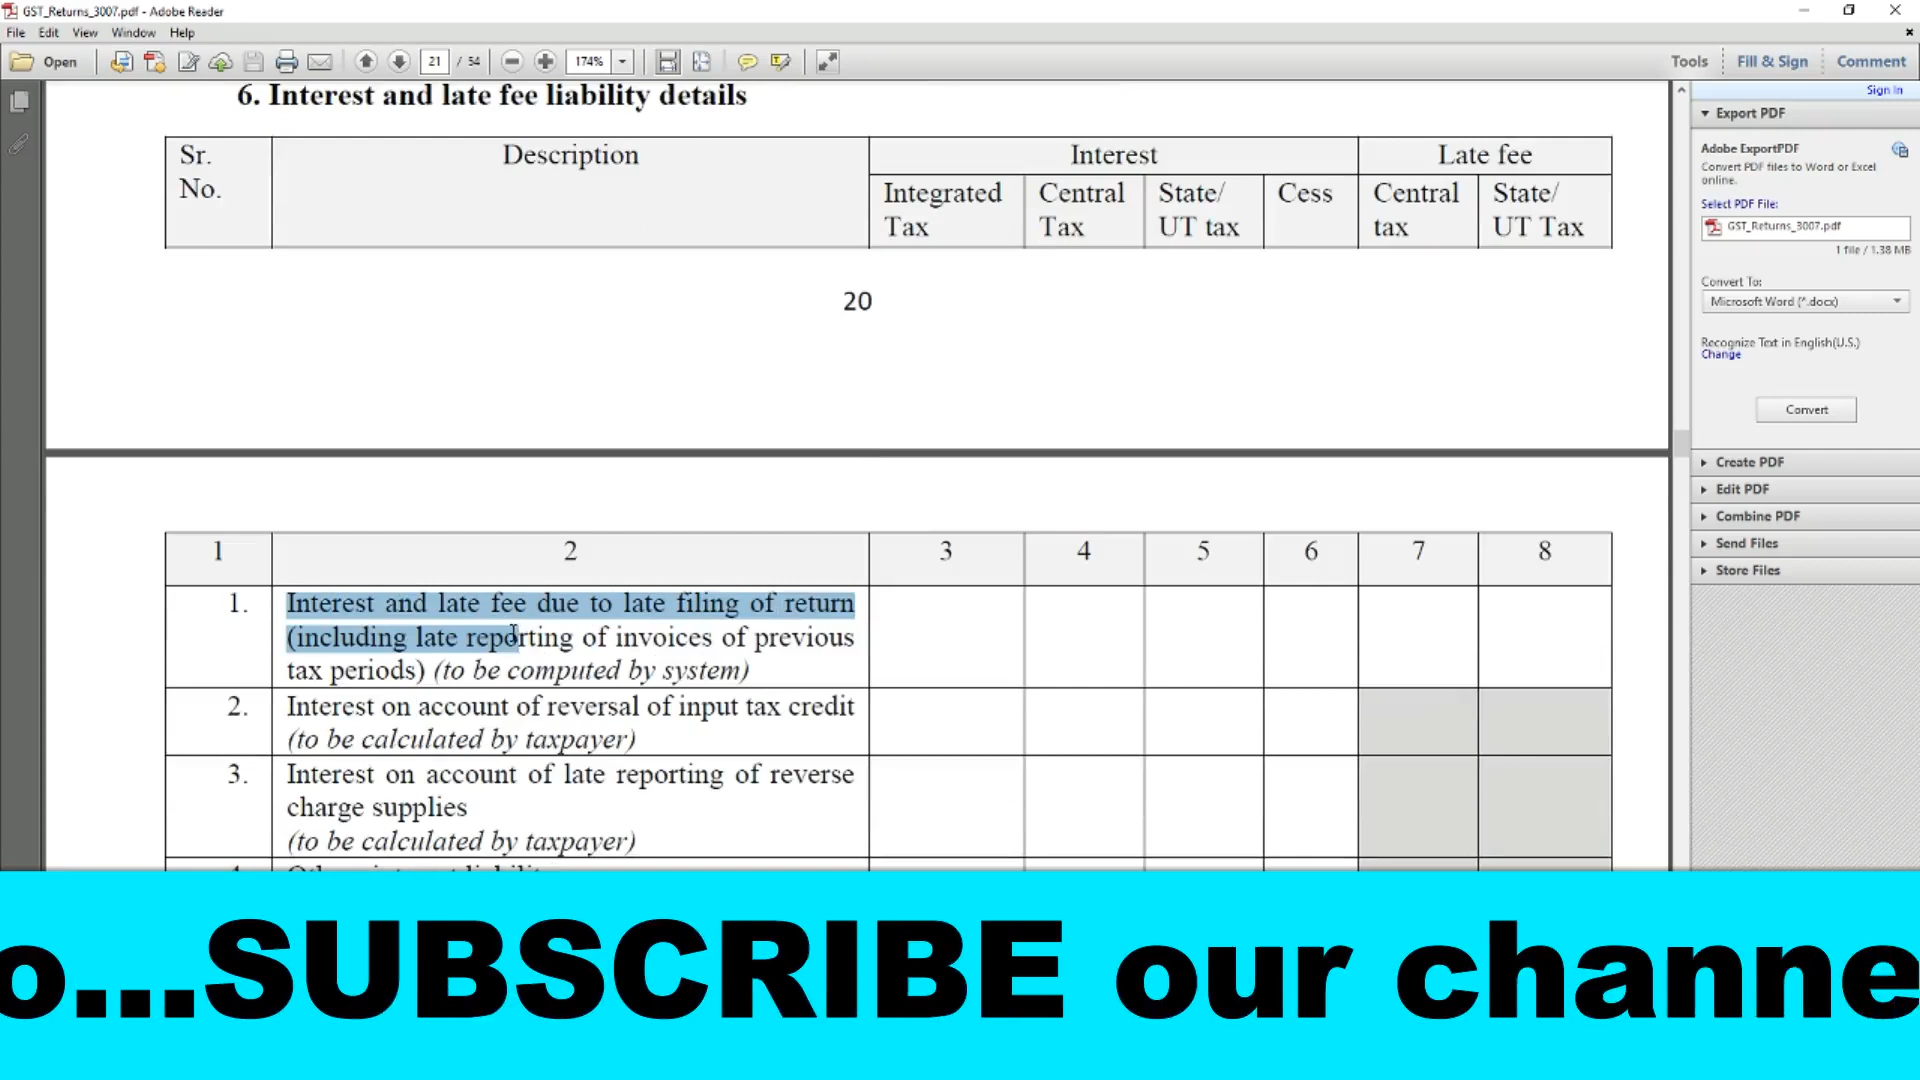 GST_Returns_3007.pdf - Adobe Reader
File Edit View Window Help
Open 21 / 54 174% Tools Fill & Sign Comment
Sign In
Export PDF
Adobe ExportPDF
Convert PDF files to Word or Excel
online.
Select PDF File:
GST_Returns_3007.pdf
1 file / 1.38 MB
Convert To:
Microsoft Word (*.docx)
Recognize Text in English(U.S.)
Change
Convert
Create PDF
Edit PDF
Combine PDF
Send Files
Store Files
6. Interest and late fee liability details
Sr. No. Description Interest Late fee
Integrated Tax Central Tax State/ UT tax Cess Central tax State/ UT Tax
20
1 2 3 4 5 6 7 8
1. Interest and late fee due to late filing of return
(including late reporting of invoices of previous
tax periods) (to be computed by system)
2. Interest on account of reversal of input tax credit
(to be calculated by taxpayer)
3. Interest on account of late reporting of reverse
charge supplies
(to be calculated by taxpayer)
o...SUBSCRIBE our channe